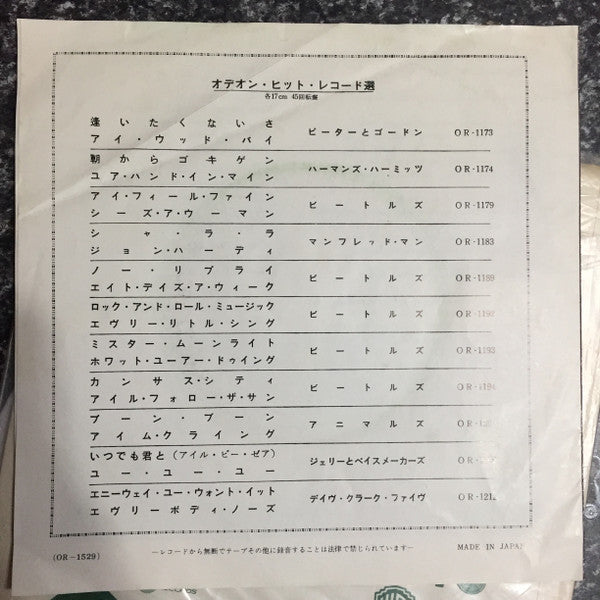 オデオン・ヒット・レコード選
各17cm 45回転盤
逢いたくないさ
アイ・ウッド・バイ
ピーターとゴードン OR-1173
朝からゴキゲン
ユア・ハンド・イン・マイン
ハーマンズ・ハーミッツ OR-1174
アイ・フィール・ファイン
シーズ・ア・ウーマン
ビートルズ OR-1179
シャ・ラ・ラ
ジョン・ハーディ
マンフレッド・マン OR-1183
ノー・リプライ
エイト・デイズ・ア・ウィーク
ビートルズ OR-1189
ロック・アンド・ロール・ミュージック
エヴリー・リトル・シング
ビートルズ OR-1192
ミスター・ムーンライト
ホワット・ユーアー・ドゥイング
ビートルズ OR-1193
カンサス・シティ
アイル・フォロー・ザ・サン
ビートルズ OR-1194
ブーン・ブーン
アイム・クライング
アニマルズ
いつでも君と(アイル・ビー・ゼア)
ユー・ユー・ユー
ジェリーとペイスメーカーズ
エニーウェイ・ユー・ウォント・イット
エヴリーボディ・ノーズ
デイヴ・クラーク・ファイヴ OR-1212
(OR-1529)
―レコードから無断でテープその他に録音することは法律で禁じられています―
MADE IN JAPAN